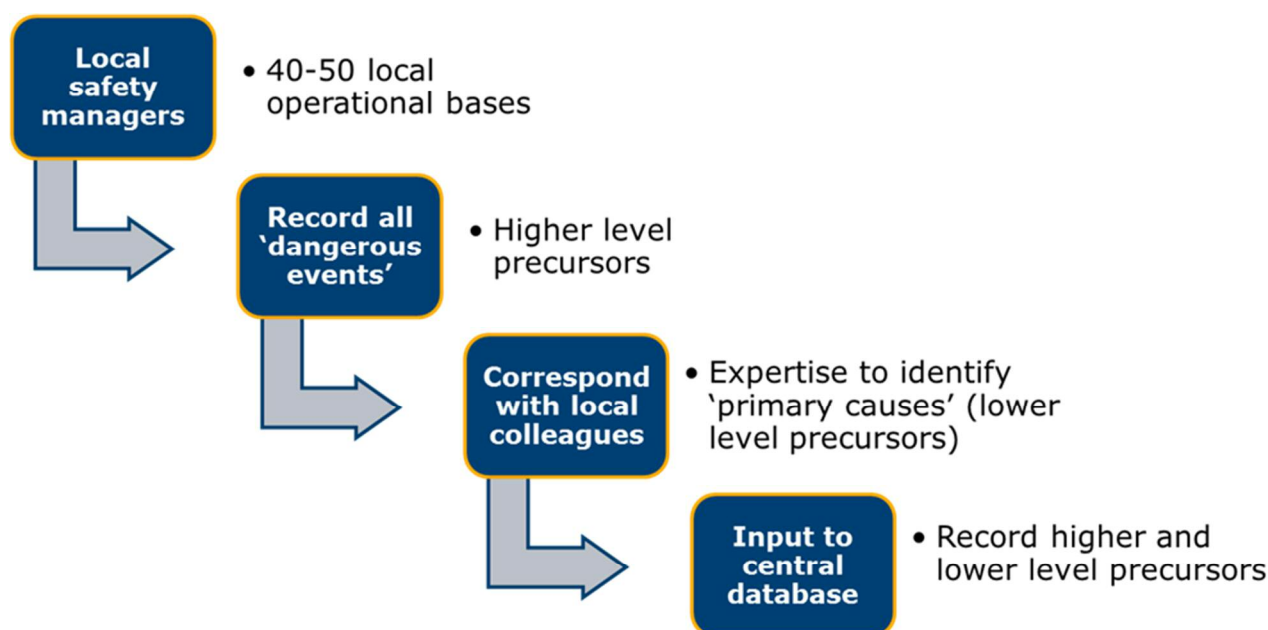 Local
safety
managers
• 40-50 local
operational bases
Record all
‘dangerous
events’
• Higher level
precursors
Correspond
with local
colleagues
• Expertise to identify
‘primary causes’ (lower
level precursors)
Input to
central
database
• Record higher and
lower level precursors